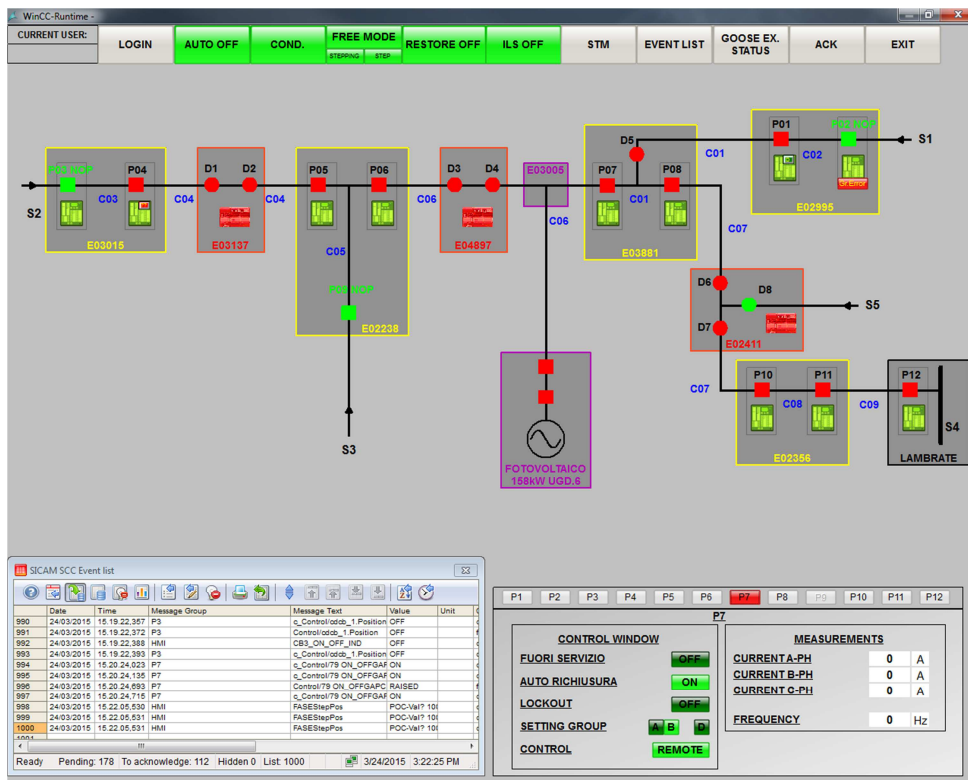 WinCC-Runtime -
CURRENT USER:
LOGIN
AUTO OFF
COND.
FREE MODE
STEPPING STEP
RESTORE OFF
ILS OFF
STM
EVENT LIST
GOOSE EX.
STATUS
ACK
EXIT
P01
D5
S1
C01
C02
Gr.Error
E02995
P04
D1 D2
P05 P06
D3 D4
E03005
P07 P08
S2
C03
C04
C04
C06
C01
C06
C07
E03015
E03137
C05
E04897
E03881
E02238
D6
D8
S5
D7
E02411
C07
P10 P11 P12
C08
C09
S4
S3
E02356
LAMBRATE
FOTOVOLTAICO
158kW UGD.6
SICAM SCC Event list
Date Time Message Group Message Text Value Unit
990 24/03/2015 15.19.22,357 P3 c_Control/cdcb_1.Position OFF
991 24/03/2015 15.19.22,372 P3 Control/cdcb_1.Position OFF
992 24/03/2015 15.19.22,388 HMI CB3_ON_OFF_IND OFF
993 24/03/2015 15.19.22,393 P3 c_Control/cdcb_1.Position OFF
994 24/03/2015 15.20.24,023 P7 c_Control/79 ON_OFFGAF ON
995 24/03/2015 15.20.24,135 P7 c_Control/79 ON_OFFGAF ON
996 24/03/2015 15.20.24,693 P7 Control/79 ON_OFFGAPC RAISED
997 24/03/2015 15.20.24,715 P7 c_Control/79 ON_OFFGAF ON
998 24/03/2015 15.22.05,530 HMI FASEStepPos POC-Val? 10
999 24/03/2015 15.22.05,531 HMI FASEStepPos POC-Val? 10
1000 24/03/2015 15.22.05,531 HMI FASEStepPos POC-Val? 10
Ready Pending: 178 To acknowledge: 112 Hidden 0 List: 1000 3/24/2015 3:22:25 PM
P1 P2 P3 P4 P5 P6 P7 P8 P9 P10 P11 P12
P7
CONTROL WINDOW
FUORI SERVIZIO OFF
AUTO RICHIUSURA ON
LOCKOUT OFF
SETTING GROUP A B D
CONTROL REMOTE
MEASUREMENTS
CURRENT A-PH 0 A
CURRENT B-PH 0 A
CURRENT C-PH 0 A
FREQUENCY 0 Hz